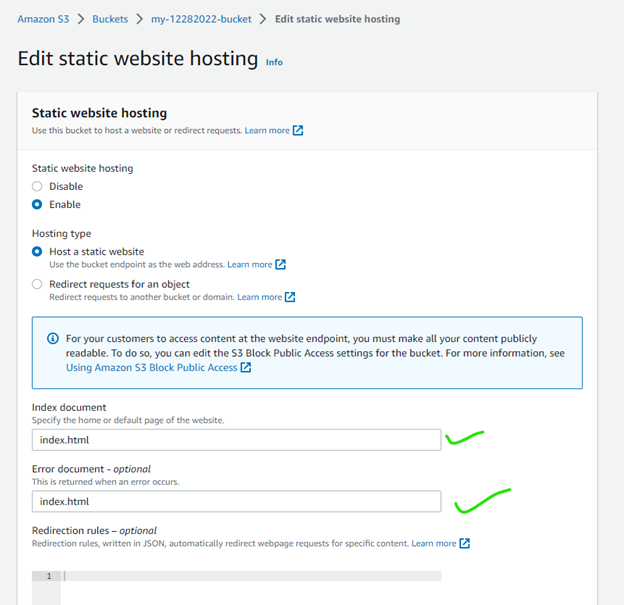 Amazon S3 > Buckets > my-12282022-bucket > Edit static website hosting
Edit static website hosting Info
Static website hosting
Use this bucket to host a website or redirect requests. Learn more
Static website hosting
Disable
Enable
Hosting type
Host a static website
Use the bucket endpoint as the web address. Learn more
Redirect requests for an object
Redirect requests to another bucket or domain. Learn more
For your customers to access content at the website endpoint, you must make all your content publicly
readable. To do so, you can edit the S3 Block Public Access settings for the bucket. For more information, see
Using Amazon S3 Block Public Access
Index document
Specify the home or default page of the website.
index.html
Error document - optional
This is returned when an error occurs.
index.html
Redirection rules – optional
Redirection rules, written in JSON, automatically redirect webpage requests for specific content. Learn more
1